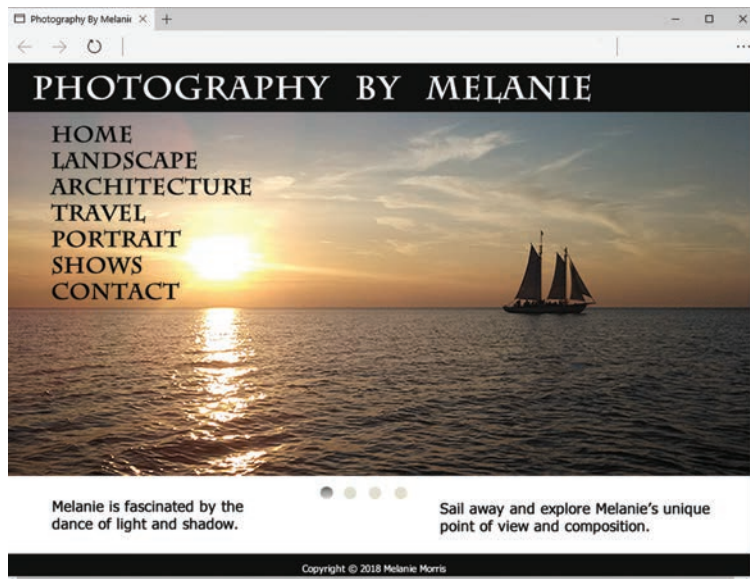 Photography By Melanie
PHOTOGRAPHY BY MELANIE
HOME
LANDSCAPE
ARCHITECTURE
TRAVEL
PORTRAIT
SHOWS
CONTACT
Melanie is fascinated by the
dance of light and shadow.
Sail away and explore Melanie's unique
point of view and composition.
Copyright © 2018 Melanie Morris